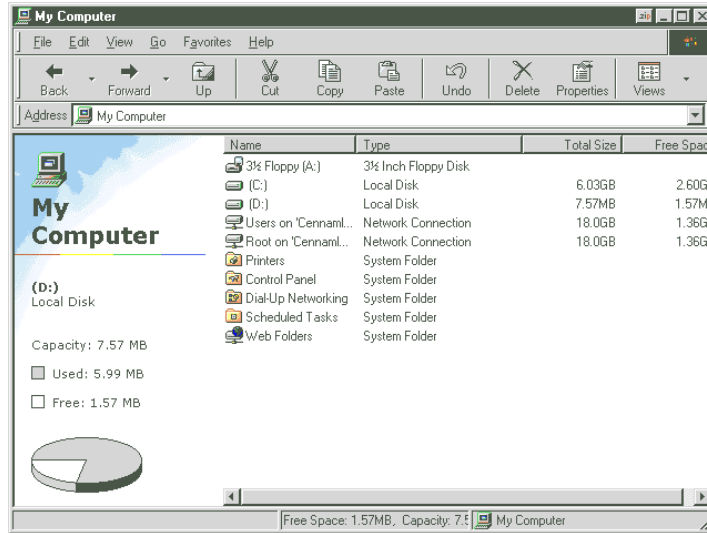 My Computer
zip
File Edit View Go Favorites Help
Back Forward Up Cut Copy Paste Undo Delete Properties Views
Address My Computer
Name Type Total Size Free Spac
3½ Floppy (A:) 3½ Inch Floppy Disk
(C:) Local Disk 6.03GB 2.60G
(D:) Local Disk 7.57MB 1.57M
Users on 'Cennaml... Network Connection 18.0GB 1.36G
Root on 'Cennaml... Network Connection 18.0GB 1.36G
Printers System Folder
Control Panel System Folder
Dial-Up Networking System Folder
Scheduled Tasks System Folder
Web Folders System Folder
My
Computer
(D:)
Local Disk
Capacity: 7.57 MB
Used: 5.99 MB
Free: 1.57 MB
Free Space: 1.57MB, Capacity: 7.5 My Computer